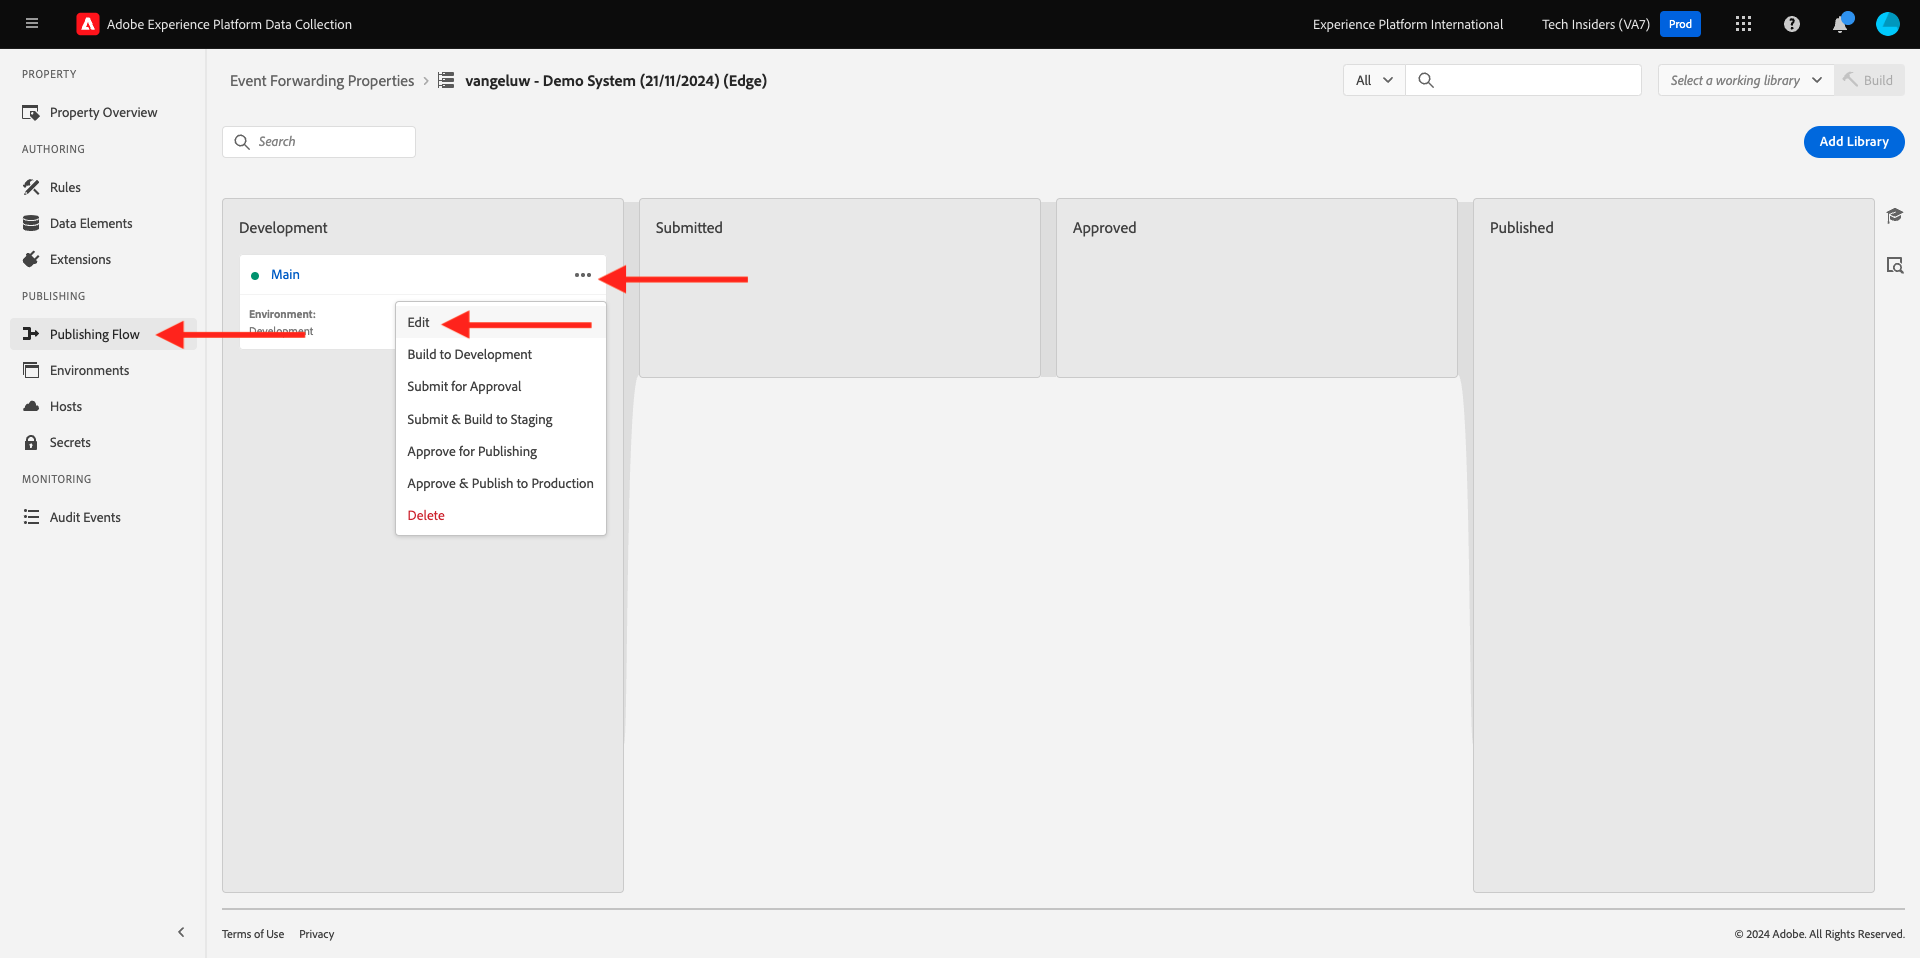 Adobe Experience Platform Data Collection
Experience Platform International
Tech Insiders (VA7)
Prod
PROPERTY
Property Overview
AUTHORING
Rules
Data Elements
Extensions
PUBLISHING
Publishing Flow
Environments
Hosts
Secrets
MONITORING
Audit Events
Event Forwarding Properties
vangeluw - Demo System (21/11/2024) (Edge)
All
Select a working library
Build
Search
Add Library
Development
Main
Environment:
Development
Edit
Build to Development
Submit for Approval
Submit & Build to Staging
Approve for Publishing
Approve & Publish to Production
Delete
Submitted
Approved
Published
Terms of Use
Privacy
© 2024 Adobe. All Rights Reserved.